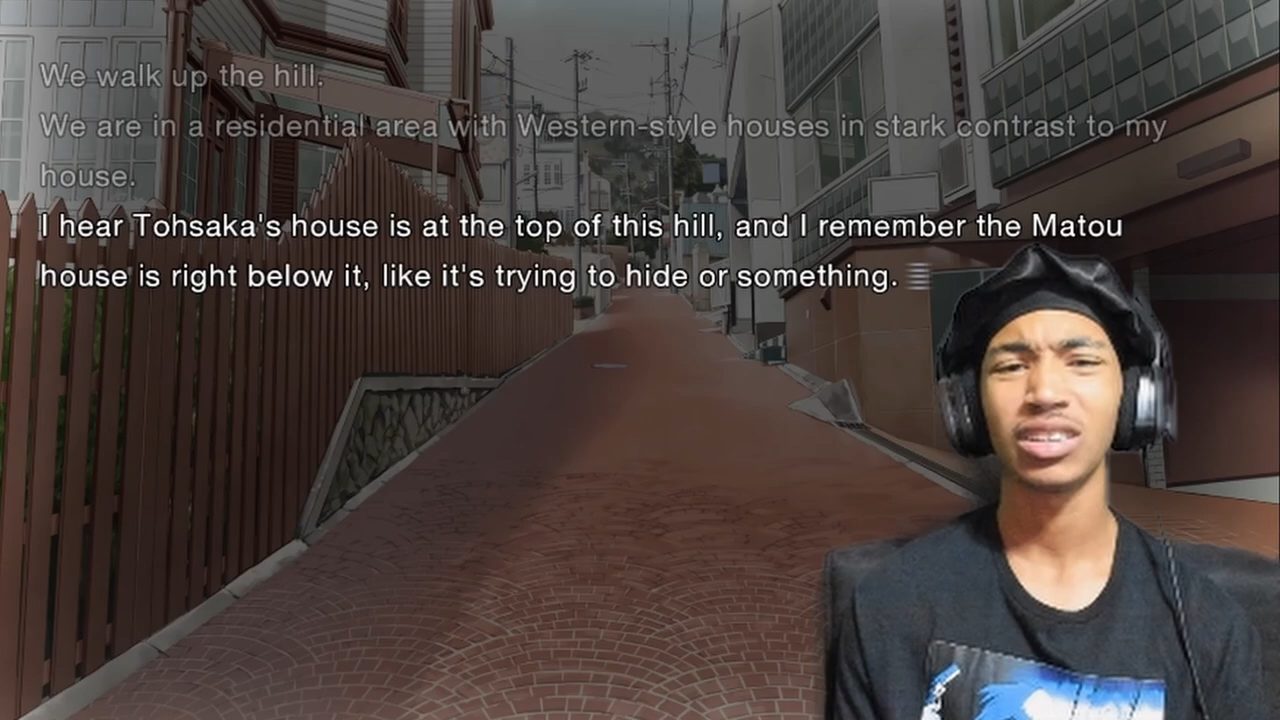 We walk up the hill.
We are in a residential area with Western-style houses in stark contrast to my
house.
I hear Tohsaka's house is at the top of this hill, and I remember the Matou
house is right below it, like it's trying to hide or something.